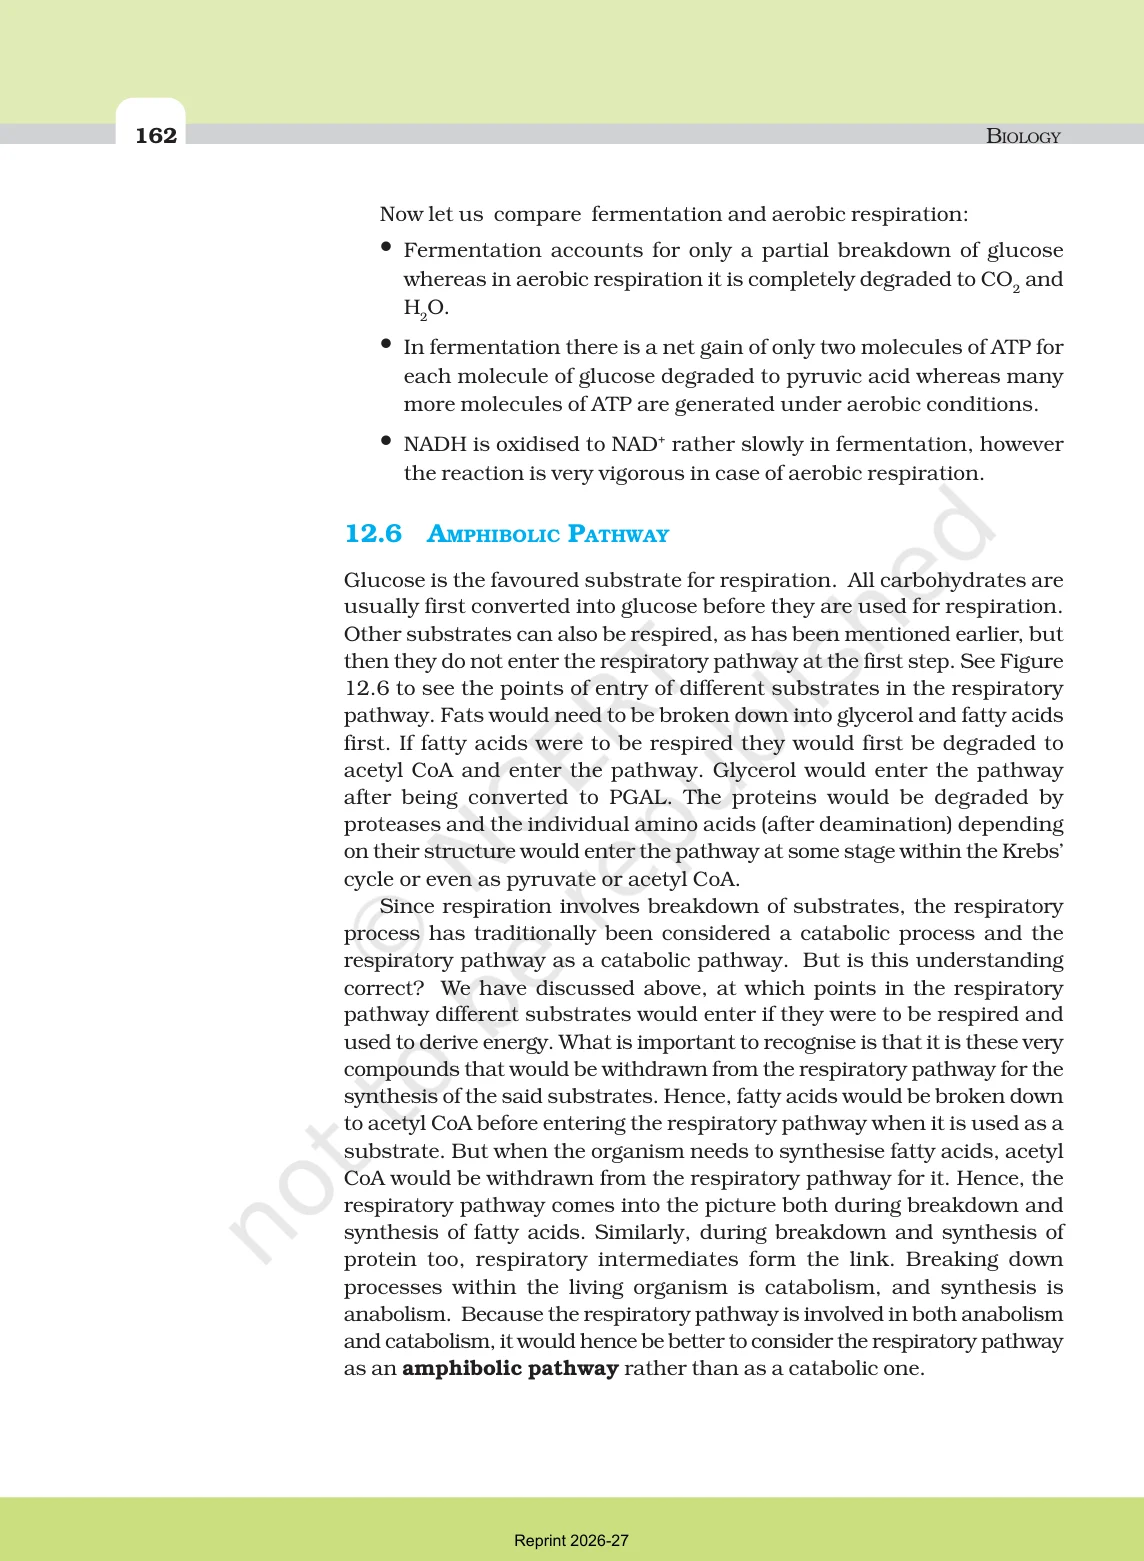 162
BIOLOGY
Now let us compare fermentation and aerobic respiration:
• Fermentation accounts for only a partial breakdown of glucose
whereas in aerobic respiration it is completely degraded to CO₂ and
H₂O.
• In fermentation there is a net gain of only two molecules of ATP for
each molecule of glucose degraded to pyruvic acid whereas many
more molecules of ATP are generated under aerobic conditions.
• NADH is oxidised to NAD⁺ rather slowly in fermentation, however
the reaction is very vigorous in case of aerobic respiration.
12.6 AMPHIBOLIC PATHWAY
Glucose is the favoured substrate for respiration. All carbohydrates are
usually first converted into glucose before they are used for respiration.
Other substrates can also be respired, as has been mentioned earlier, but
then they do not enter the respiratory pathway at the first step. See Figure
12.6 to see the points of entry of different substrates in the respiratory
pathway. Fats would need to be broken down into glycerol and fatty acids
first. If fatty acids were to be respired they would first be degraded to
acetyl CoA and enter the pathway. Glycerol would enter the pathway
after being converted to PGAL. The proteins would be degraded by
proteases and the individual amino acids (after deamination) depending
on their structure would enter the pathway at some stage within the Krebs’
cycle or even as pyruvate or acetyl CoA.
Since respiration involves breakdown of substrates, the respiratory
process has traditionally been considered a catabolic process and the
respiratory pathway as a catabolic pathway. But is this understanding
correct? We have discussed above, at which points in the respiratory
pathway different substrates would enter if they were to be respired and
used to derive energy. What is important to recognise is that it is these very
compounds that would be withdrawn from the respiratory pathway for the
synthesis of the said substrates. Hence, fatty acids would be broken down
to acetyl CoA before entering the respiratory pathway when it is used as a
substrate. But when the organism needs to synthesise fatty acids, acetyl
CoA would be withdrawn from the respiratory pathway for it. Hence, the
respiratory pathway comes into the picture both during breakdown and
synthesis of fatty acids. Similarly, during breakdown and synthesis of
protein too, respiratory intermediates form the link. Breaking down
processes within the living organism is catabolism, and synthesis is
anabolism. Because the respiratory pathway is involved in both anabolism
and catabolism, it would hence be better to consider the respiratory pathway
as an amphibolic pathway rather than as a catabolic one.
© NCERT
not to be republished
Reprint 2026-27